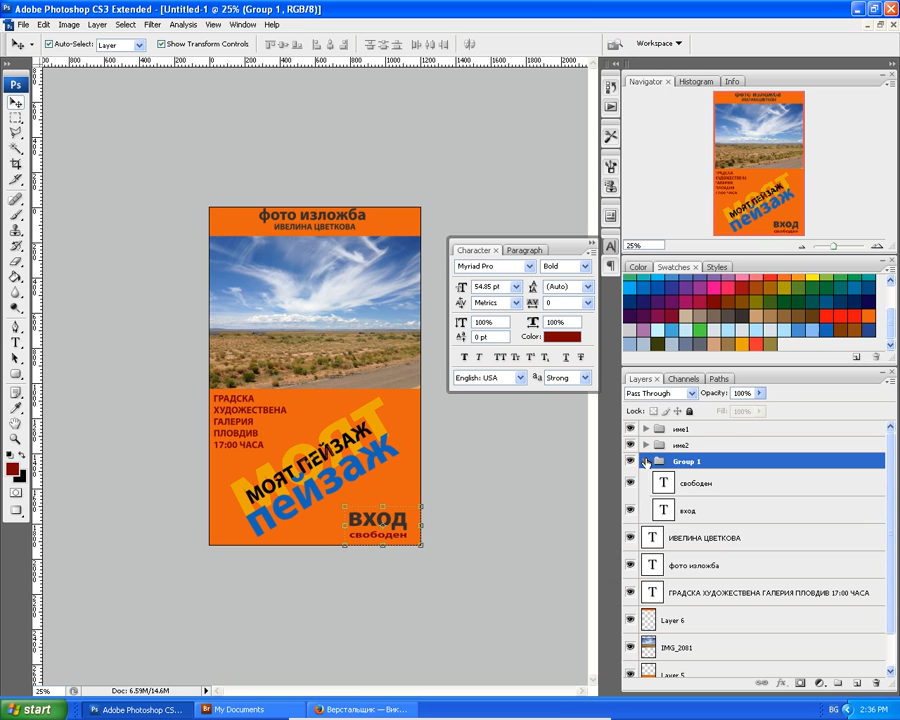 Adobe Photoshop CS3 Extended - [Untitled-1 @ 25% (Group 1, RGB/8)]
File Edit Image Layer Select Filter Analysis View Window Help
Auto-Select: Layer Show Transform Controls Workspace
Navigator Histogram Info
25%
Color Swatches Styles
Character Paragraph
Myriad Pro Bold
54.85 pt (Auto)
Metrics 0
100% 100%
0 pt Color:
English: USA aa Strong
Layers Channels Paths
Pass Through Opacity: 100%
Lock: Fill: 100%
име1
име2
Group 1
свободен
вход
ИВЕЛИНА ЦВЕТКОВА
фото изложба
ГРАДСКА ХУДОЖЕСТВЕНА ГАЛЕРИЯ ПЛОВДИВ 17:00 ЧАСА
Layer 6
IMG_2081
Layer 5
фото изложба
ИВЕЛИНА ЦВЕТКОВА
ГРАДСКА
ХУДОЖЕСТВЕНА
ГАЛЕРИЯ
ПЛОВДИВ
17:00 ЧАСА
МОЯТ
МОЯТ ПЕЙЗАЖ
пейзаж
вход
свободен
25% Doc: 6.59M/14.6M
start Adobe Photoshop CS3... My Documents Верстальщик — Вик... BG 2:36 PM